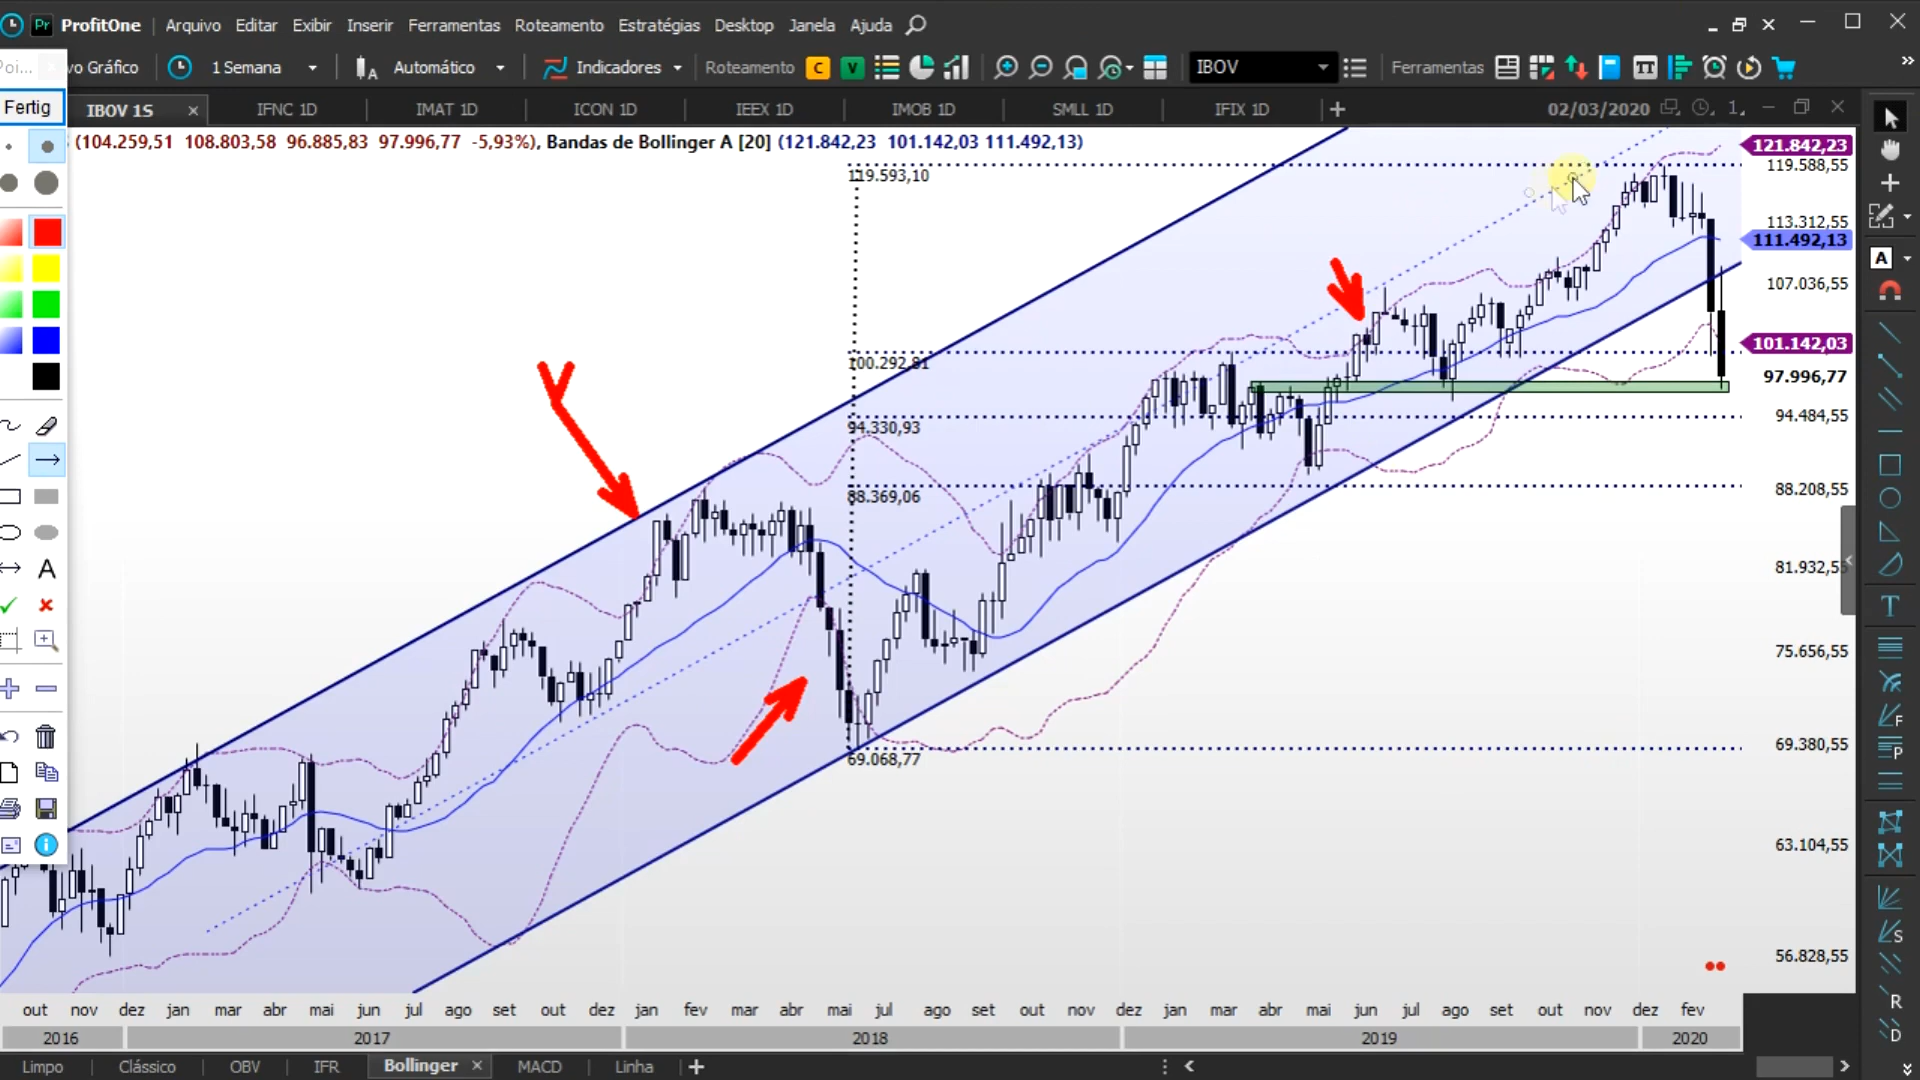 Pr ProfitOne Arquivo Editar Exibir Inserir Ferramentas Roteamento Estratégias Desktop Janela Ajuda
Poi... vo Gráfico 1 Semana A Automático Indicadores Roteamento C V IBOV Ferramentas TT »
Fertig IBOV 1S × IFNC 1D IMAT 1D ICON 1D IEEX 1D IMOB 1D SMLL 1D IFIX 1D + 02/03/2020 1
(104.259,51 108.803,58 96.885,83 97.996,77 -5,93%), Bandas de Bollinger A [20] (121.842,23 101.142,03 111.492,13)
121.842,23
119.593,10 119.588,55
113.312,55
111.492,13
A
107.036,55
101.142,03
100.292,81
97.996,77
94.330,93 94.484,55
88.369,06 88.208,55
A 81.932,55
T
75.656,55
F
69.380,55
P
69.068,77
63.104,55
S
56.828,55
R
out nov dez jan mar abr mai jun jul ago set out dez jan fev mar abr mai jul ago set out nov dez jan mar abr mai jun jul ago set out nov dez fev
D
2016 2017 2018 2019 2020
Limpo Clássico OBV IFR Bollinger × MACD Linha +